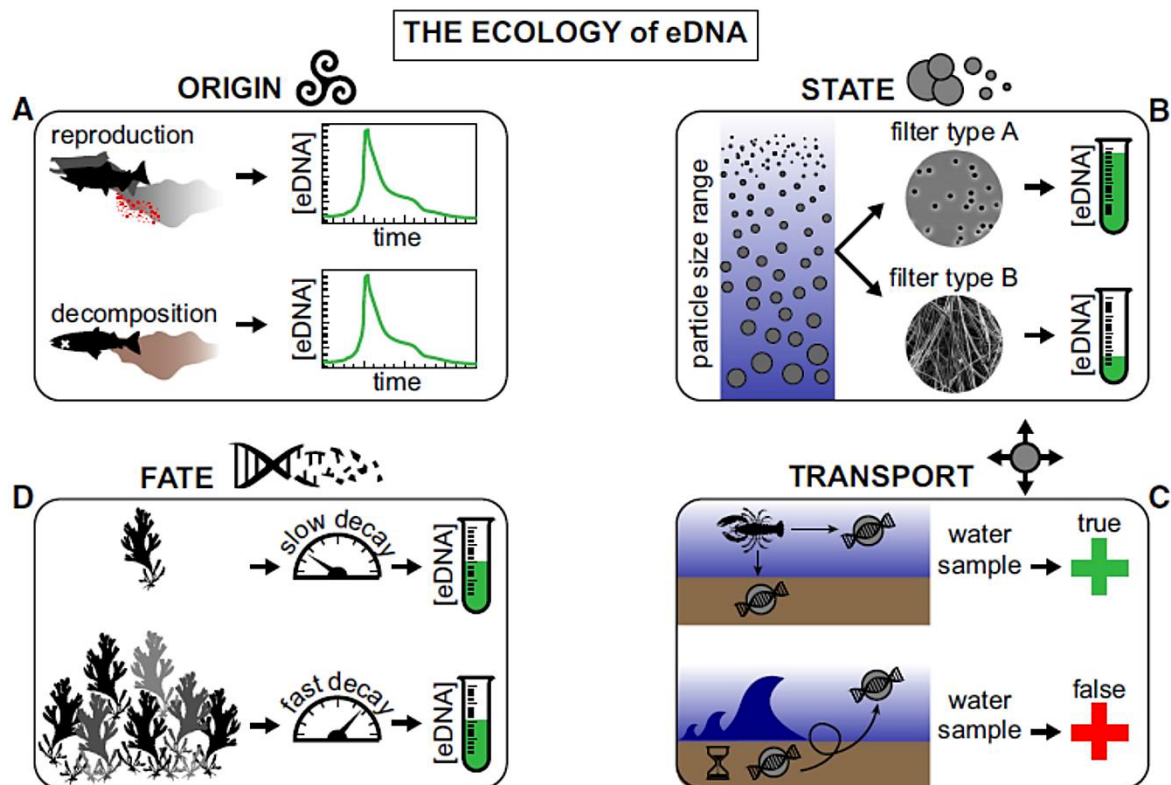 THE ECOLOGY of eDNA
ORIGIN
A
reproduction
[eDNA]
time
decomposition
[eDNA]
time
STATE
B
particle size range
filter type A
[eDNA]
filter type B
[eDNA]
FATE
D
slow decay
[eDNA]
fast decay
[eDNA]
TRANSPORT
C
water
sample
true
water
sample
false